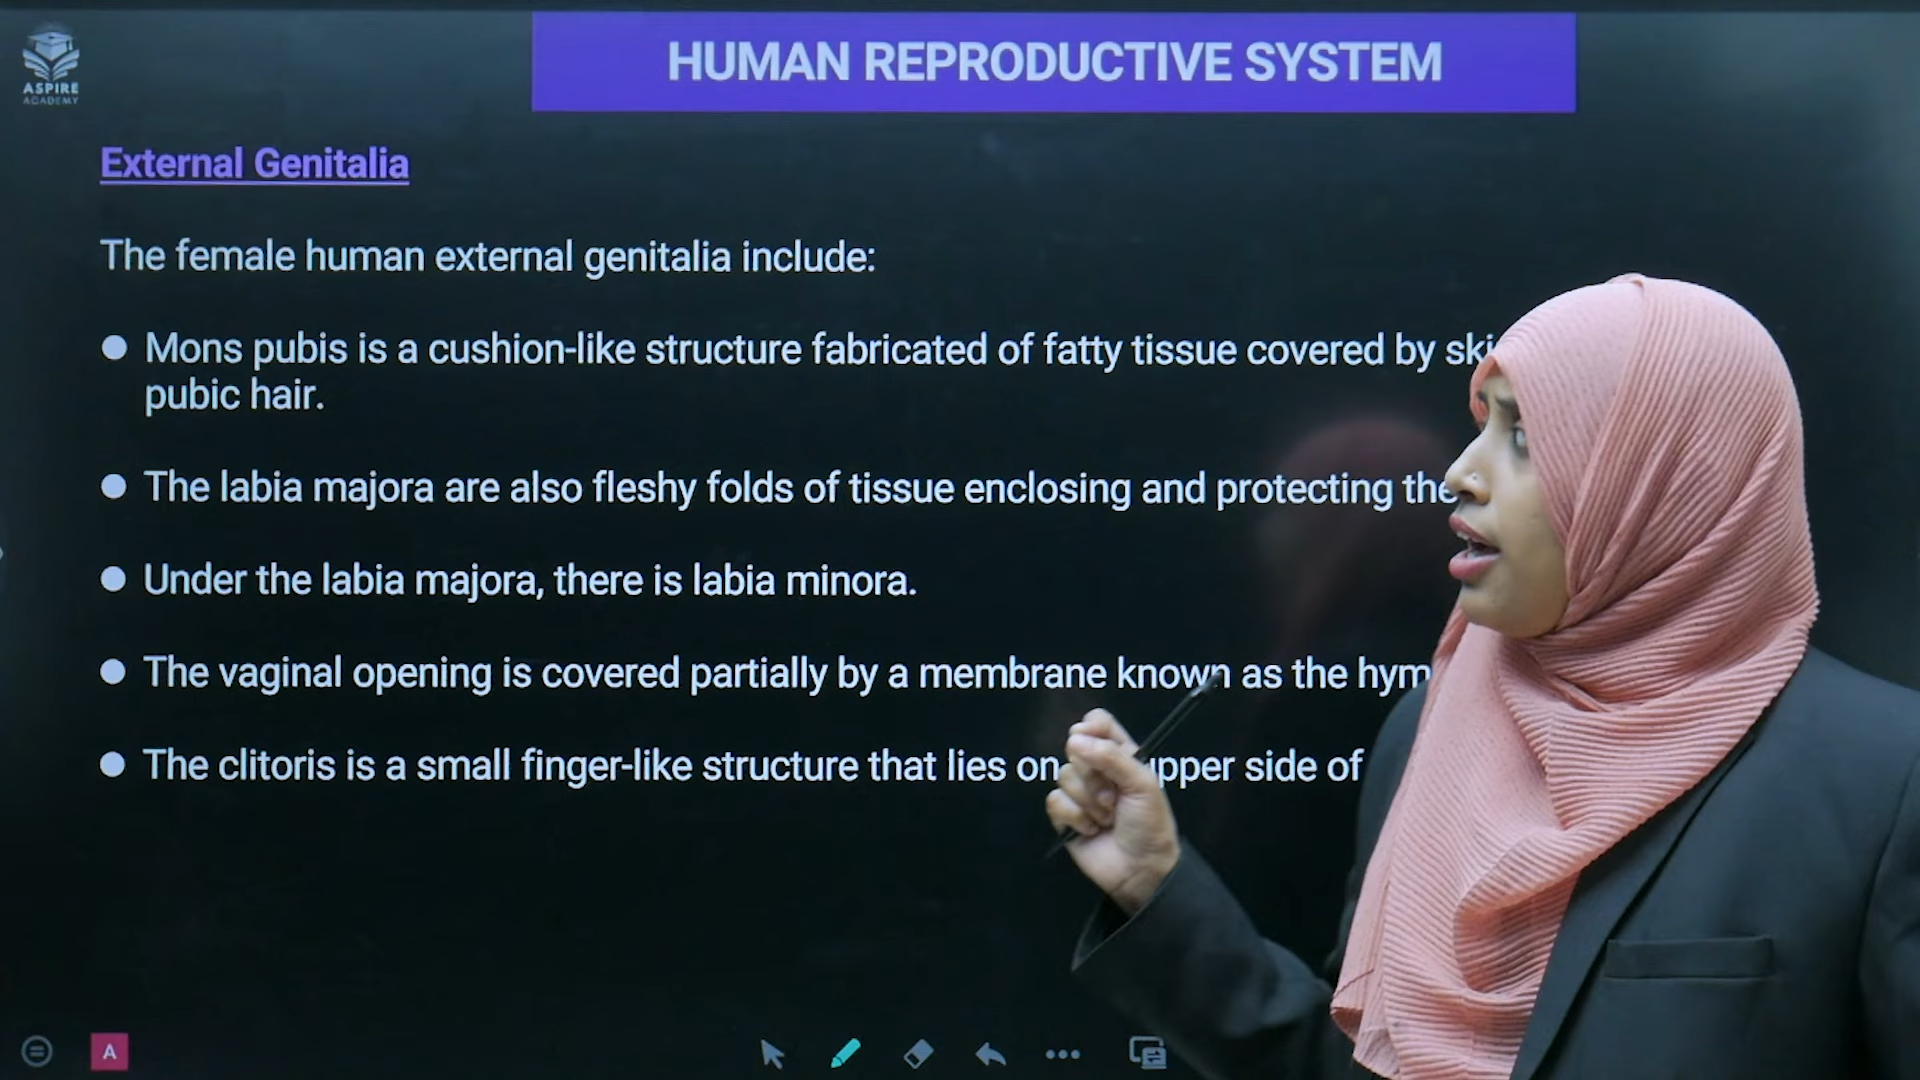 ASPIRE
ACADEMY
HUMAN REPRODUCTIVE SYSTEM
External Genitalia
The female human external genitalia include:
● Mons pubis is a cushion-like structure fabricated of fatty tissue covered by
pubic hair.
● The labia majora are also fleshy folds of tissue enclosing and protecting the
● Under the labia majora, there is labia minora.
● The vaginal opening is covered partially by a membrane known as the
● The clitoris is a small finger-like structure that lies on upper side of
A